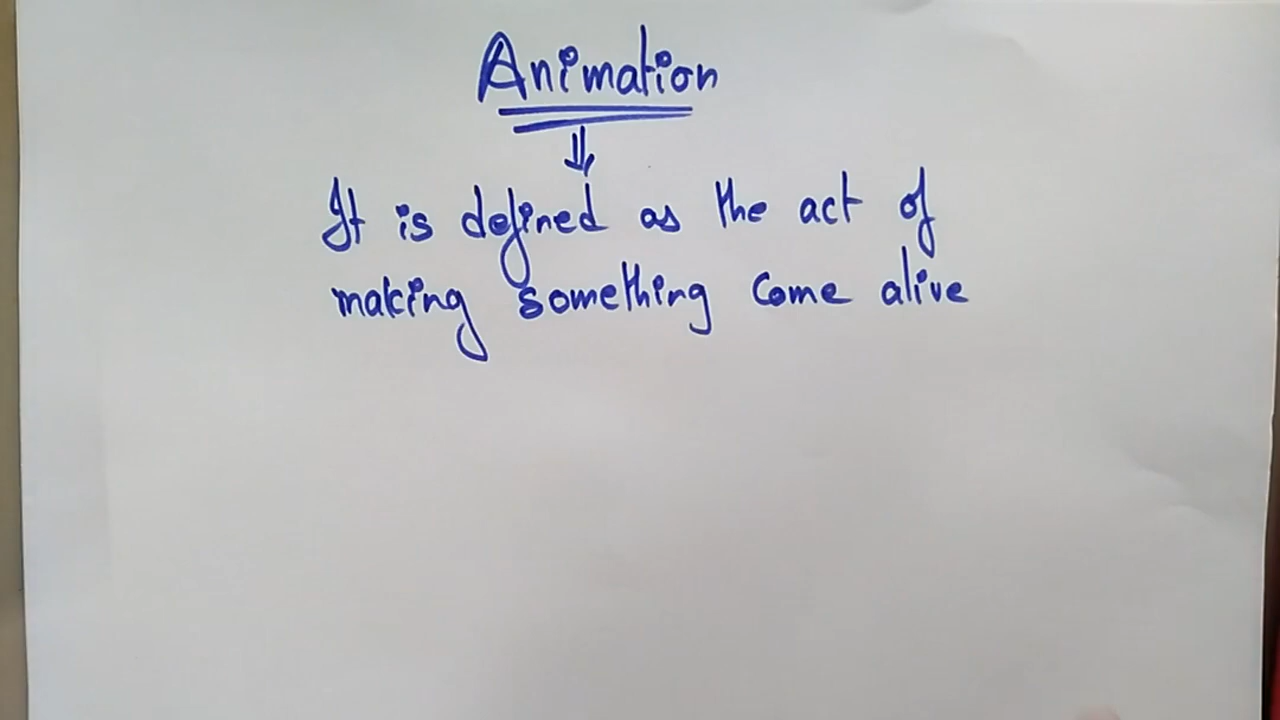 Animation
It is defined as the act of
making something come alive